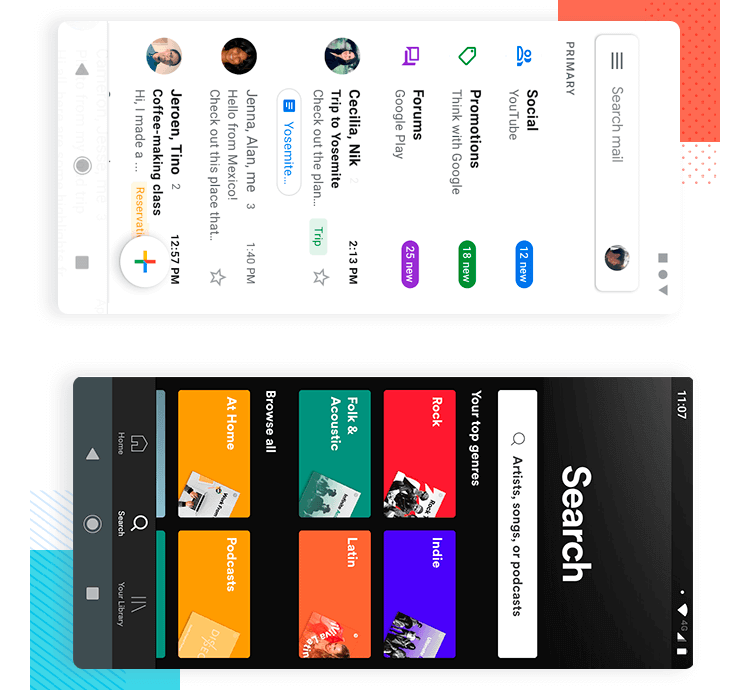 Search mail
PRIMARY
Social
YouTube
12 new
Promotions
Think with Google
18 new
Forums
Google Play
25 new
Cecilia, Nik 2
2:13 PM
Trip to Yosemite
Check out the plan...
Trip
Yosemite...
Jenna, Alan, me 3
1:40 PM
Hello from Mexico!
Check out this place that..
Jeroen, Tino 2
12:57 PM
Coffee-making class
Hi, I made a ...
11:07
4G
Search
Artists, songs, or podcasts
Your top genres
Rock
Indie
Folk &
Acoustic
Latin
Viva Latino
Browse all
At Home
Podcasts
Home
Search
Your Library